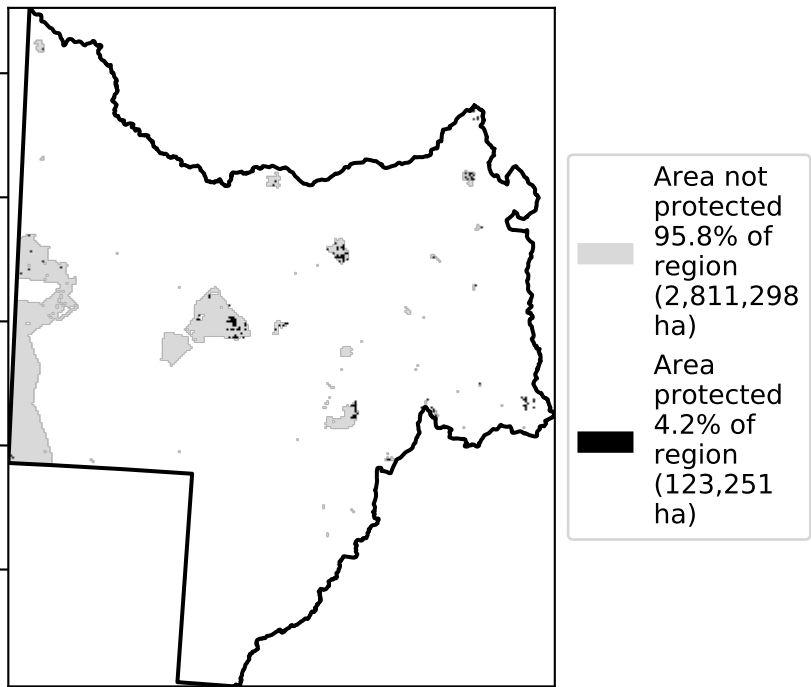 Area not
protected
95.8% of
region
(2,811,298
ha)
Area
protected
4.2% of
region
(123,251
ha)